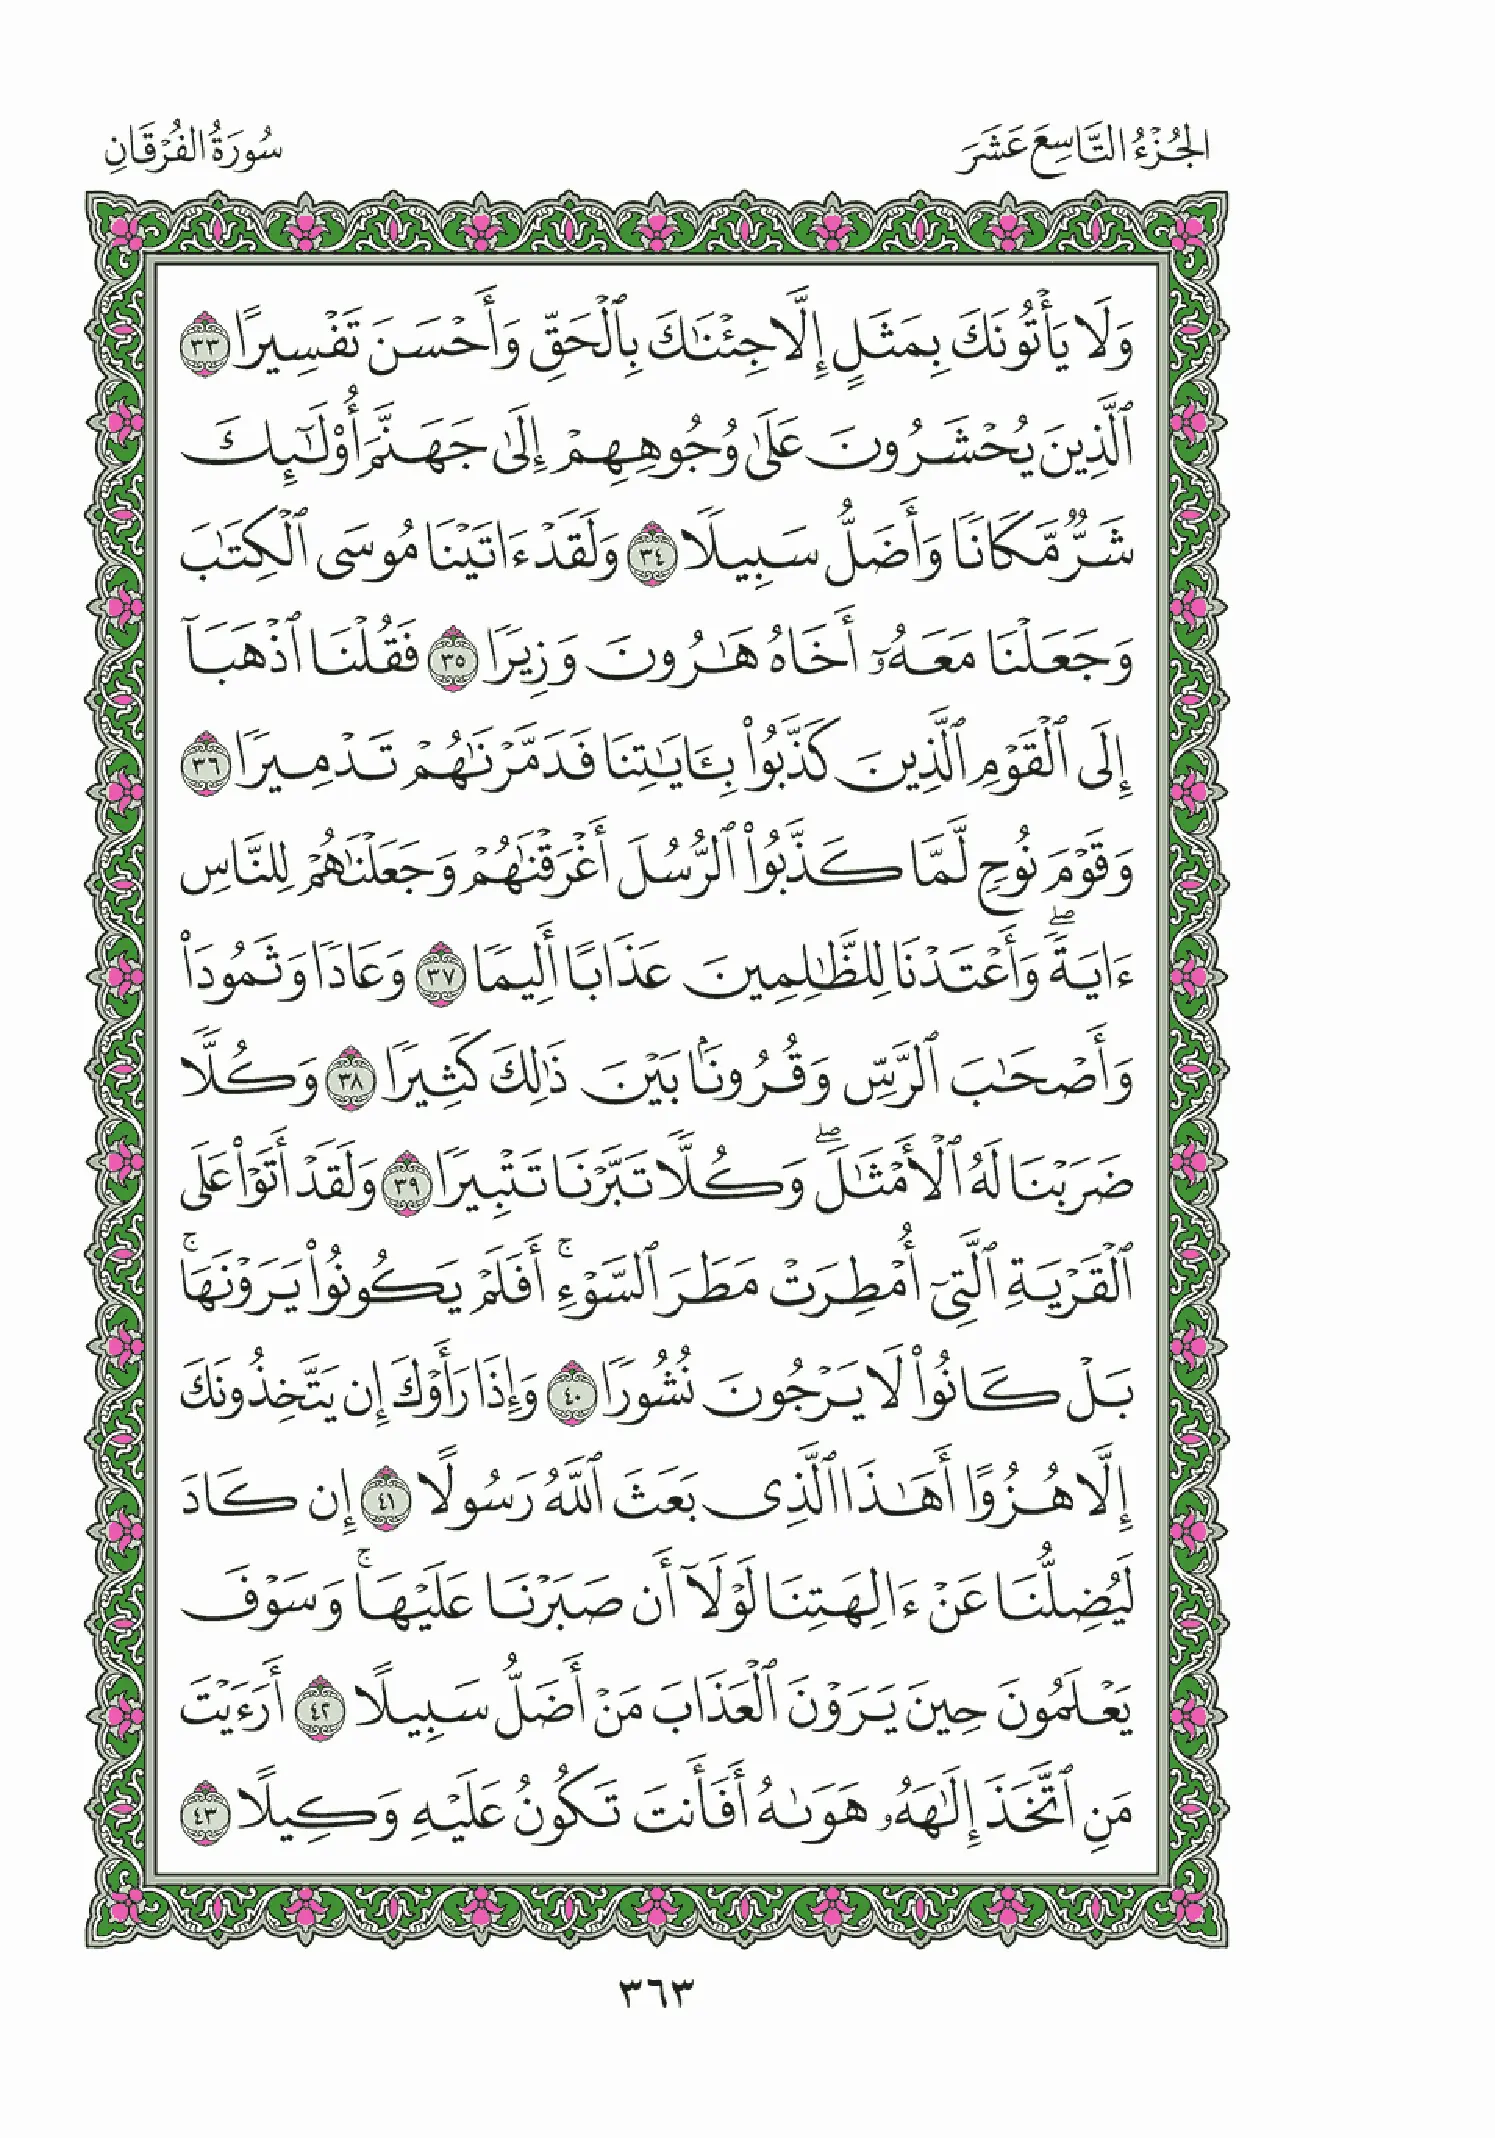 الجُزْءُ التَّاسِعَ عَشَرَ
سُورَةُ الفُرْقَانِ
وَلَا يَأْتُونَكَ بِمَثَلٍ إِلَّا جِئْنَٰكَ بِٱلْحَقِّ وَأَحْسَنَ تَفْسِيرًا ٣٣
ٱلَّذِينَ يُحْشَرُونَ عَلَىٰ وُجُوهِهِمْ إِلَىٰ جَهَنَّمَ أُو۟لَٰٓئِكَ
شَرٌّ مَّكَانًا وَأَضَلُّ سَبِيلًا ٣٤ وَلَقَدْ ءَاتَيْنَا مُوسَى ٱلْكِتَٰبَ
وَجَعَلْنَا مَعَهُۥٓ أَخَاهُ هَٰرُونَ وَزِيرًا ٣٥ فَقُلْنَا ٱذْهَبَآ
إِلَى ٱلْقَوْمِ ٱلَّذِينَ كَذَّبُوا۟ بِـَٔايَٰتِنَا فَدَمَّرْنَٰهُمْ تَدْمِيرًا ٣٦
وَقَوْمَ نُوحٍ لَّمَّا كَذَّبُوا۟ ٱلرُّسُلَ أَغْرَقْنَٰهُمْ وَجَعَلْنَٰهُمْ لِلنَّاسِ
ءَايَةً ۖ وَأَعْتَدْنَا لِلظَّٰلِمِينَ عَذَابًا أَلِيمًا ٣٧ وَعَادًا وَثَمُودَا۟
وَأَصْحَٰبَ ٱلرَّسِّ وَقُرُونًۢا بَيْنَ ذَٰلِكَ كَثِيرًا ٣٨ وَكُلًّا
ضَرَبْنَا لَهُ ٱلْأَمْثَٰلَ ۖ وَكُلًّا تَبَّرْنَا تَتْبِيرًا ٣٩ وَلَقَدْ أَتَوْا۟ عَلَى
ٱلْقَرْيَةِ ٱلَّتِىٓ أُمْطِرَتْ مَطَرَ ٱلسَّوْءِ ۚ أَفَلَمْ يَكُونُوا۟ يَرَوْنَهَا ۚ
بَلْ كَانُوا۟ لَا يَرْجُونَ نُشُورًا ٤٠ وَإِذَا رَأَوْكَ إِن يَتَّخِذُونَكَ
إِلَّا هُزُوًا أَهَٰذَا ٱلَّذِى بَعَثَ ٱللَّهُ رَسُولًا ٤١ إِن كَادَ
لَيُضِلُّنَا عَنْ ءَالِهَتِنَا لَوْلَآ أَن صَبَرْنَا عَلَيْهَا ۚ وَسَوْفَ
يَعْلَمُونَ حِينَ يَرَوْنَ ٱلْعَذَابَ مَنْ أَضَلُّ سَبِيلًا ٤٢ أَرَءَيْتَ
مَنِ ٱتَّخَذَ إِلَٰهَهُۥ هَوَىٰهُ أَفَأَنتَ تَكُونُ عَلَيْهِ وَكِيلًا ٤٣
٣٦٣